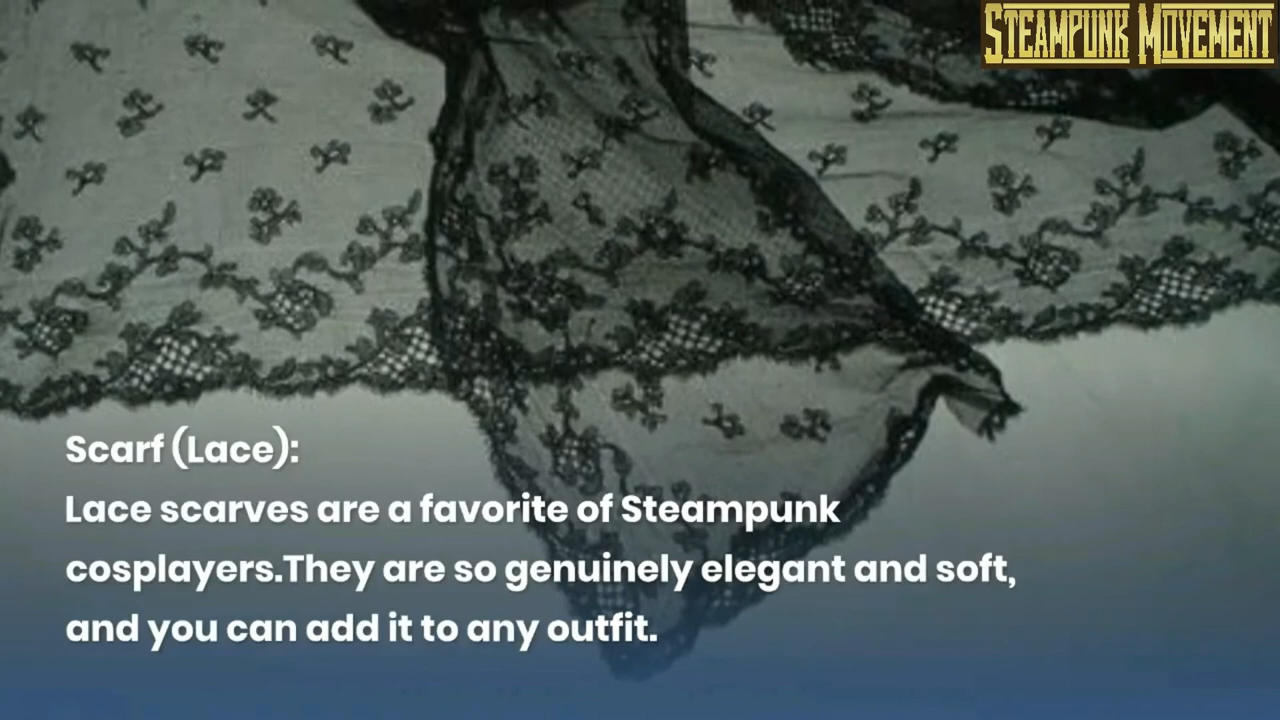 STEAMPUNK MOVEMENT
Scarf (Lace):
Lace scarves are a favorite of Steampunk
cosplayers.They are so genuinely elegant and soft,
and you can add it to any outfit.